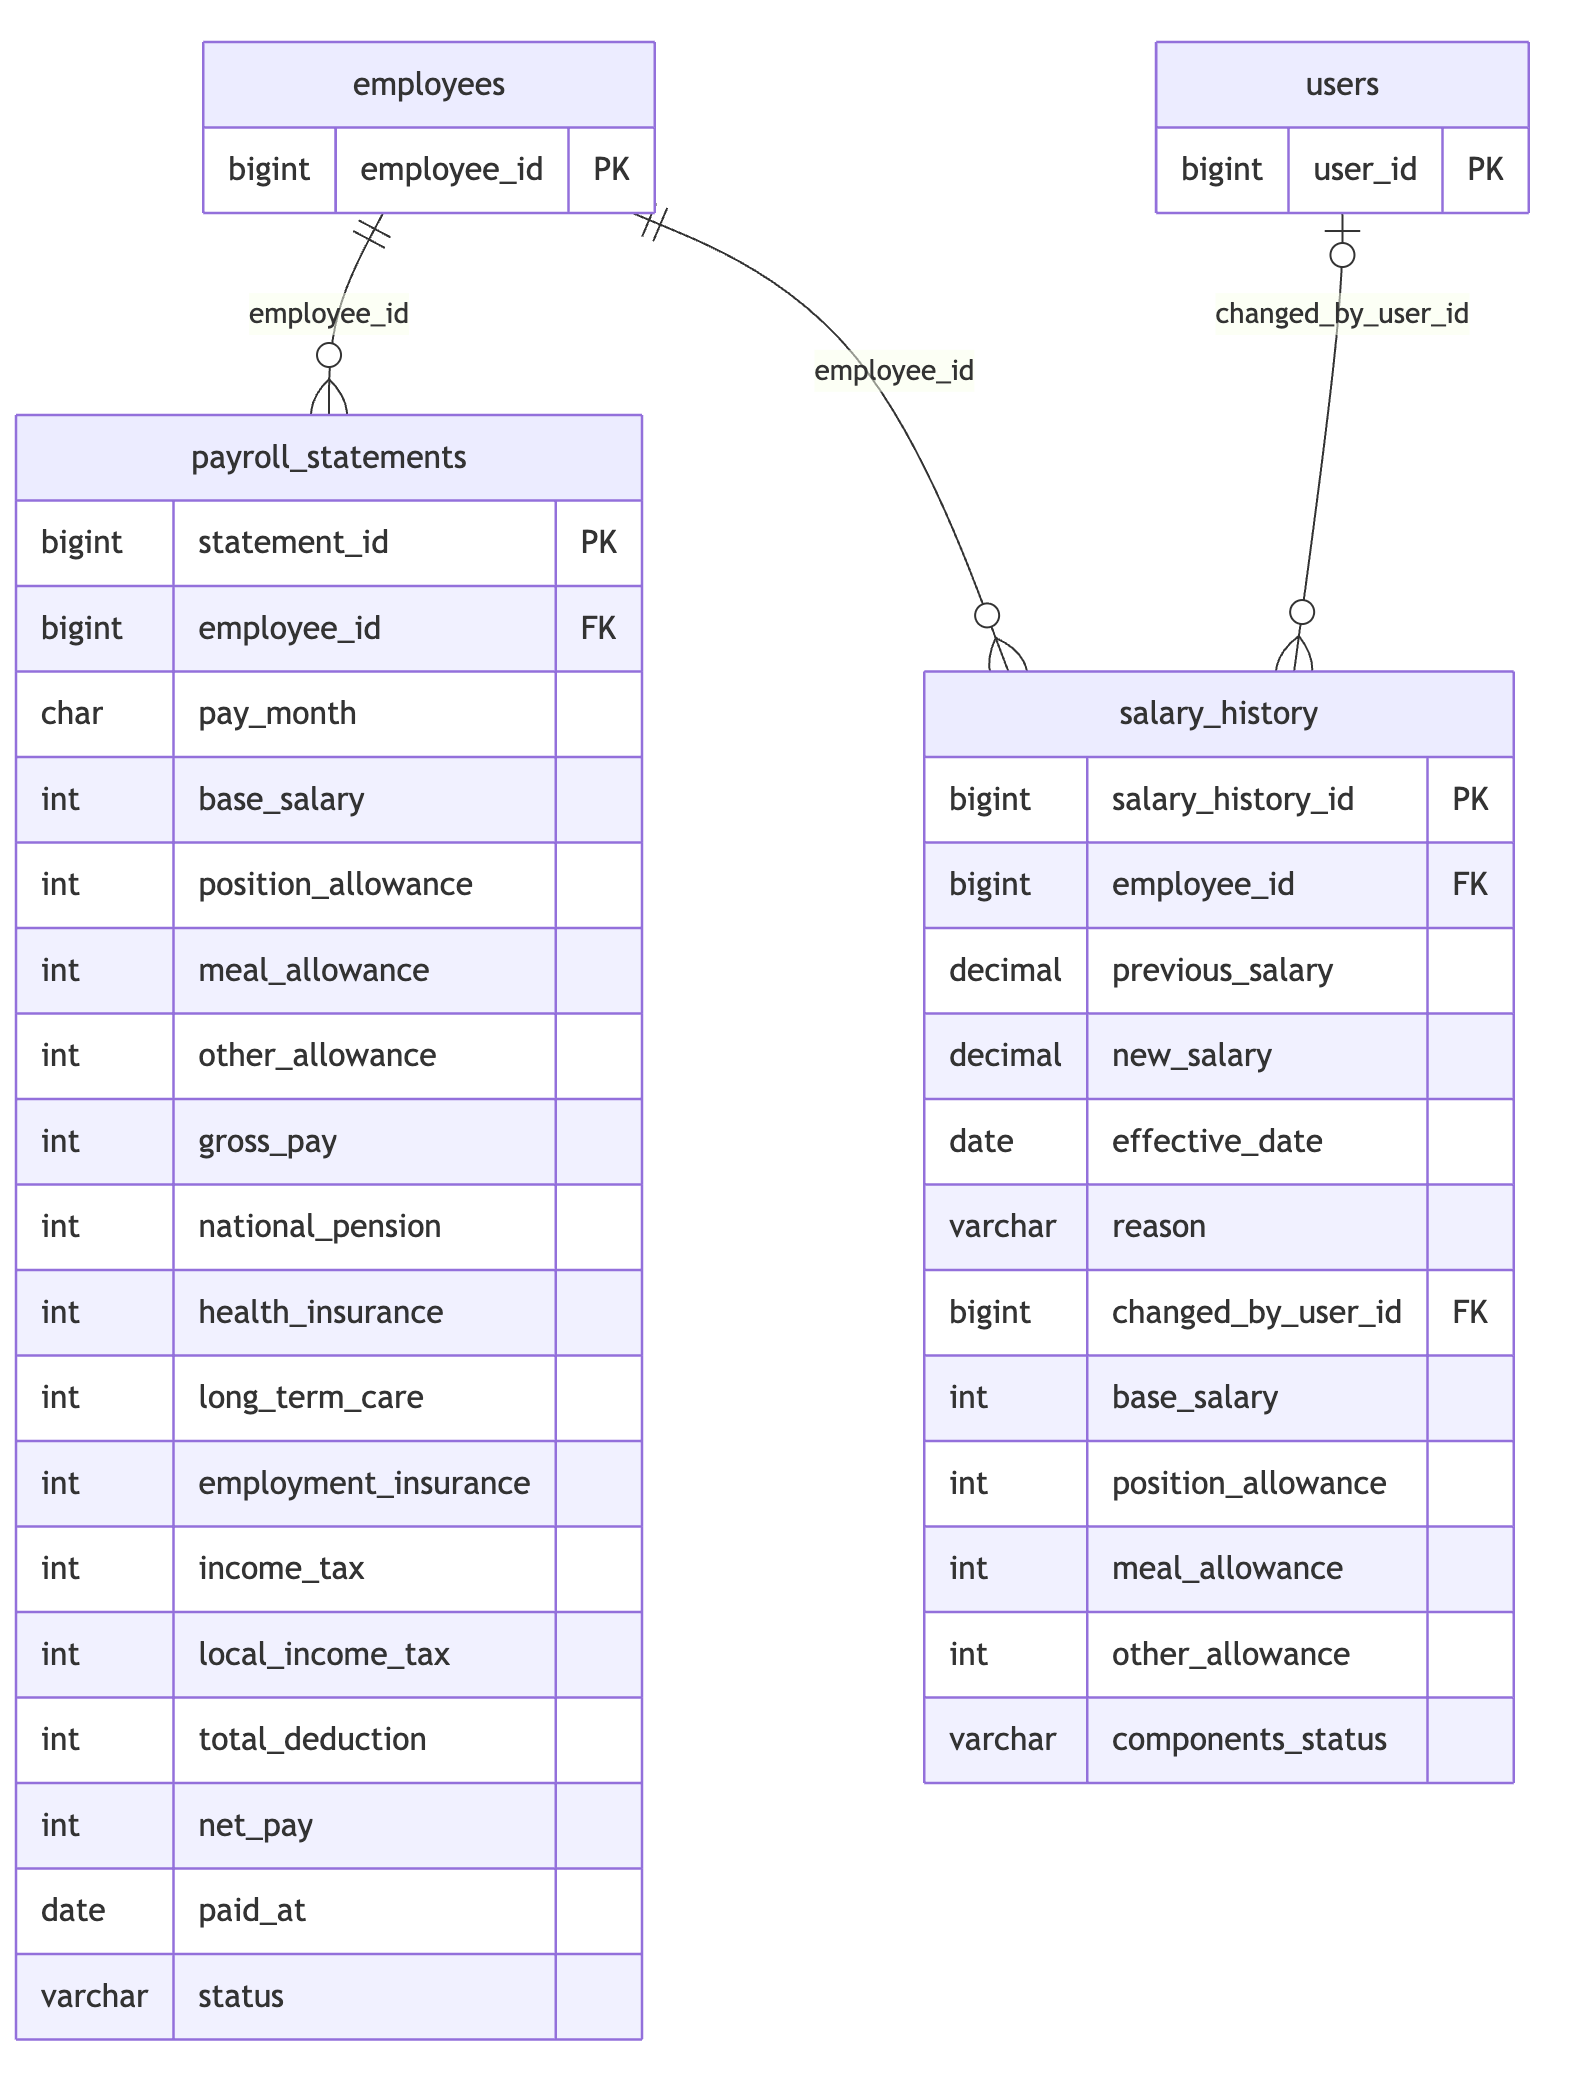 employees
bigint employee_id PK
users
bigint user_id PK
employee_id
changed_by_user_id
employee_id
payroll_statements
bigint statement_id PK
bigint employee_id FK
char pay_month
int base_salary
int position_allowance
int meal_allowance
int other_allowance
int gross_pay
int national_pension
int health_insurance
int long_term_care
int employment_insurance
int income_tax
int local_income_tax
int total_deduction
int net_pay
date paid_at
varchar status
salary_history
bigint salary_history_id PK
bigint employee_id FK
decimal previous_salary
decimal new_salary
date effective_date
varchar reason
bigint changed_by_user_id FK
int base_salary
int position_allowance
int meal_allowance
int other_allowance
varchar components_status